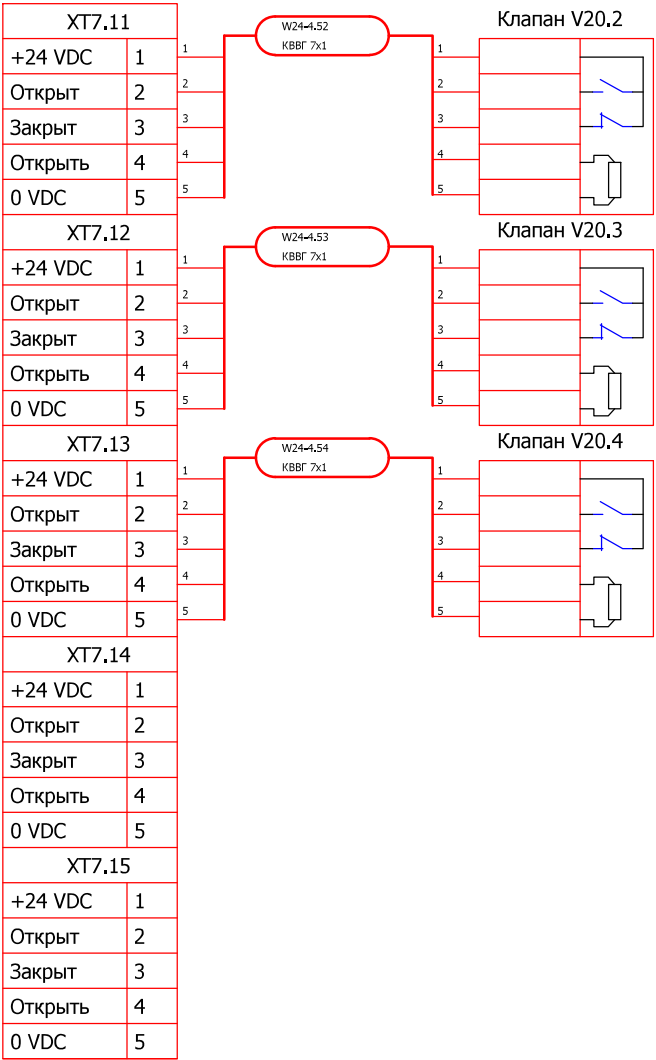 XT7.11
+24 VDC 1
Открыт 2
Закрыт 3
Открыть 4
0 VDC 5
1
2
3
4
5
W24-4.52
КВВГ 7x1
1
2
3
4
5
Клапан V20.2
XT7.12
+24 VDC 1
Открыт 2
Закрыт 3
Открыть 4
0 VDC 5
1
2
3
4
5
W24-4.53
КВВГ 7x1
1
2
3
4
5
Клапан V20.3
XT7.13
+24 VDC 1
Открыт 2
Закрыт 3
Открыть 4
0 VDC 5
1
2
3
4
5
W24-4.54
КВВГ 7x1
1
2
3
4
5
Клапан V20.4
XT7.14
+24 VDC 1
Открыт 2
Закрыт 3
Открыть 4
0 VDC 5
XT7.15
+24 VDC 1
Открыт 2
Закрыт 3
Открыть 4
0 VDC 5